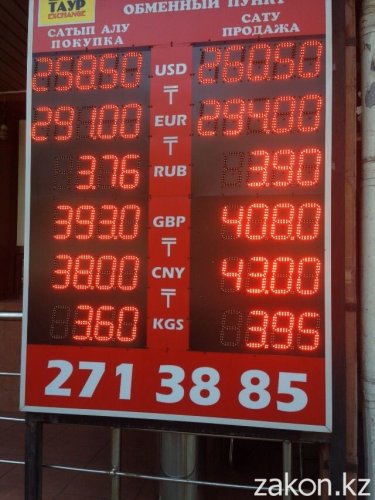 ТАУР
EXCHANGE
ОБМЕННЫЙ ПУНКТ
САТЫП АЛУ САТУ
ПОКУПКА ПРОДАЖА
258.50 USD 260.50
₸
291.00 EUR 294.00
₸
3.76 RUB 3.90
393.0 GBP 408.0
₸
38.00 CNY 43.00
₸
3.60 KGS 3.95
271 38 85
zakon.kz